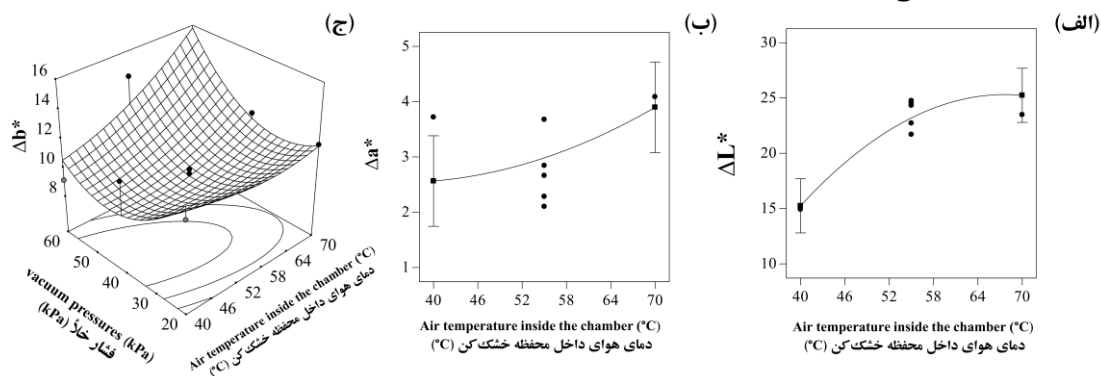 (الف)
ΔL*
30
25
20
15
10
40 46 52 58 64 70
Air temperature inside the chamber (°C)
دمای هوای داخل محفظه خشک‌کن (°C)
(ب)
Δa*
5
4
3
2
1
40 46 52 58 64 70
Air temperature inside the chamber (°C)
دمای هوای داخل محفظه خشک‌کن (°C)
(ج)
Δb*
16
14
12
10
8
60 50 40 30 20
vacuum pressures (kPa)
فشار خلأ (kPa)
40 46 52 58 64 70
Air temperature inside the chamber (°C)
دمای هوای داخل محفظه خشک کن (°C)